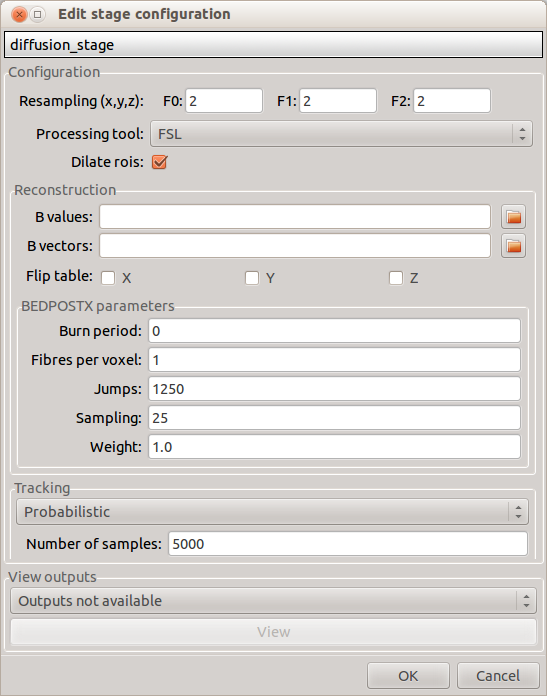 Edit stage configuration
diffusion_stage
Configuration
Resampling (x,y,z): F0: 2 F1: 2 F2: 2
Processing tool: FSL
Dilate rois:
Reconstruction
B values:
B vectors:
Flip table: X Y Z
BEDPOSTX parameters
Burn period: 0
Fibres per voxel: 1
Jumps: 1250
Sampling: 25
Weight: 1.0
Tracking
Probabilistic
Number of samples: 5000
View outputs
Outputs not available
View
OK Cancel